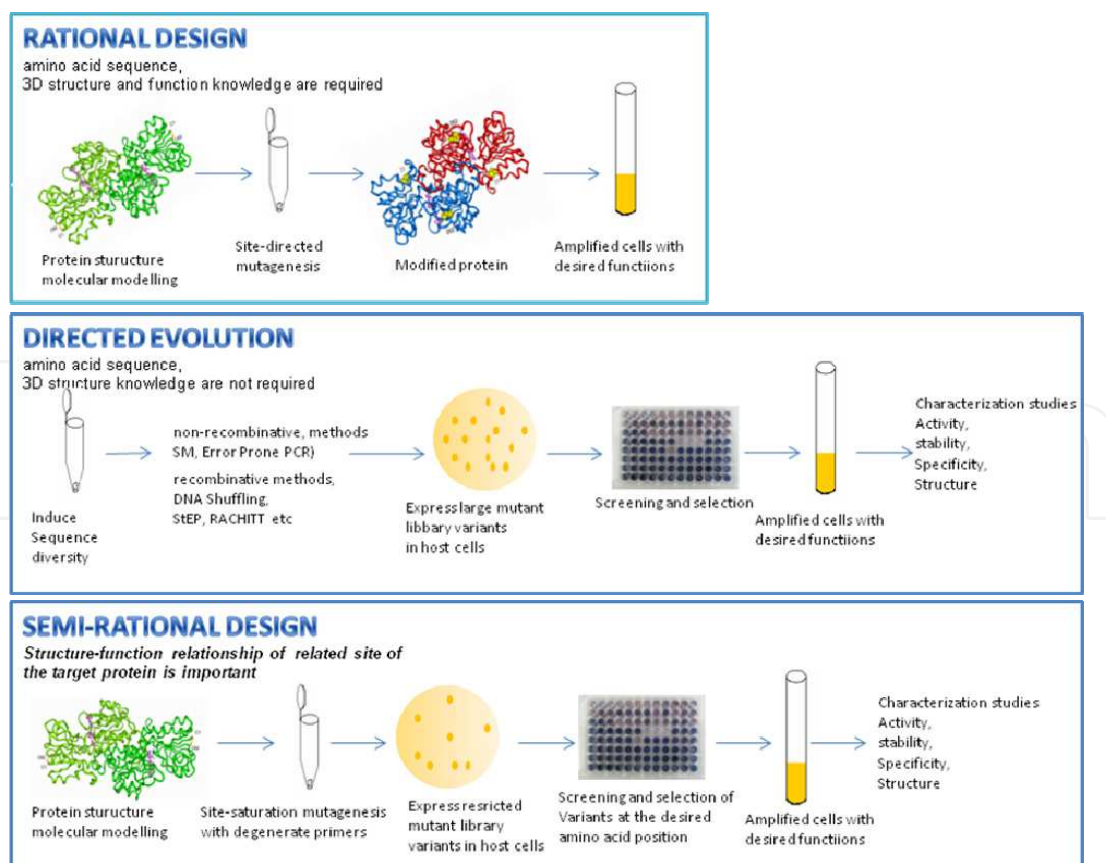 RATIONAL DESIGN
amino acid sequence,
3D structure and function knowledge are required
Protein sturucture
molecular modelling
Site-directed
mutagenesis
Modified protein
Amplified cells with
desired functiions
DIRECTED EVOLUTION
amino acid sequence,
3D structure knowledge are not required
Induce
Sequence
diversity
non-recombinative, methods
SM, Error Prone PCR)
recombinative methods,
DNA Shuffling,
StEP, RACHITT etc
Express large mutant
libbary variants
in host cells
Screening and selection
Amplified cells with
desired functiions
Characterization studies
Activity,
stability,
Specificity,
Structure
SEMI-RATIONAL DESIGN
Structure-function relationship of related site of
the target protein is important
Protein sturucture
molecular modelling
Site-saturation mutagenesis
with degenerate primers
Express resricted
mutant library
variants in host cells
Screening and selection of
Variants at the desired
amino acid position
Amplified cells with
desired functiions
Characterization studies
Activity,
stability,
Specificity,
Structure